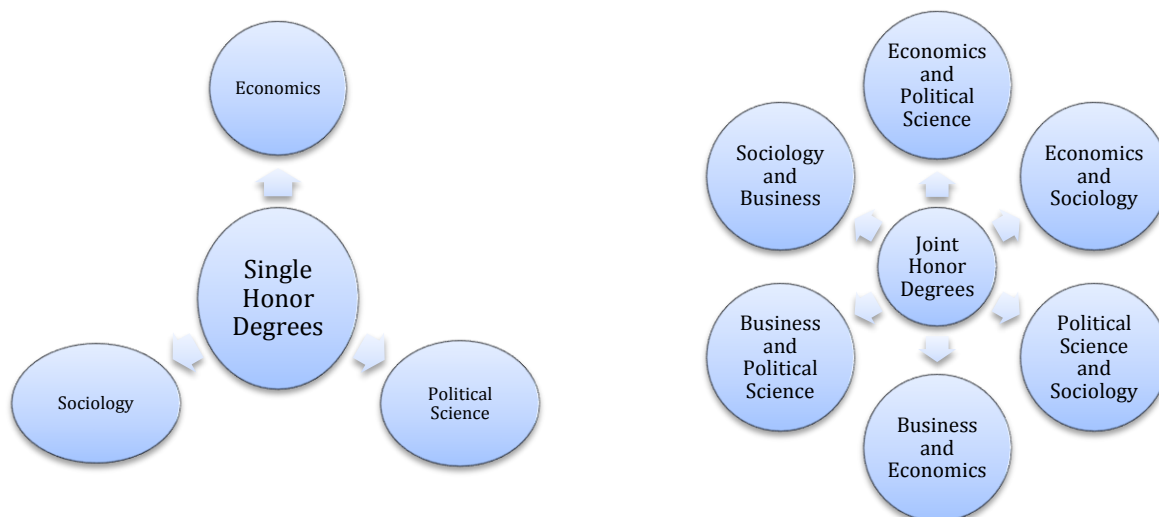 Economics
Single
Honor
Degrees
Sociology
Political
Science
Economics
and
Political
Science
Sociology
and
Business
Economics
and
Sociology
Joint
Honor
Degrees
Business
and
Political
Science
Political
Science
and
Sociology
Business
and
Economics